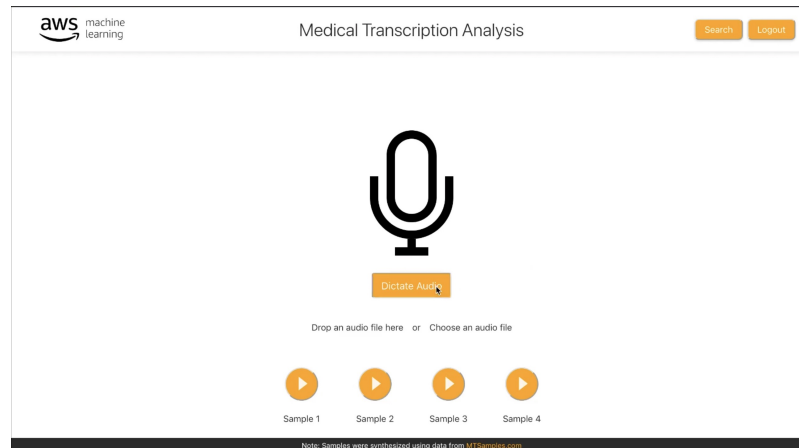 aws machine learning
Medical Transcription Analysis
Search
Logout
Dictate Audio
Drop an audio file here or Choose an audio file
Sample 1 Sample 2 Sample 3 Sample 4
Note: Samples were synthesized using data from MTSamples.com